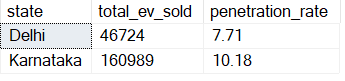 state total_ev_sold penetration_rate
Delhi 46724 7.71
Karnataka 160989 10.18